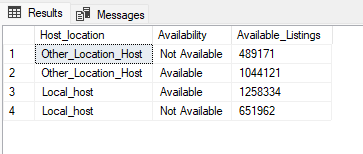 Results Messages
Host_location Availability Available_Listings
1 Other_Location_Host Not Available 489171
2 Other_Location_Host Available 1044121
3 Local_host Available 1258334
4 Local_host Not Available 651962